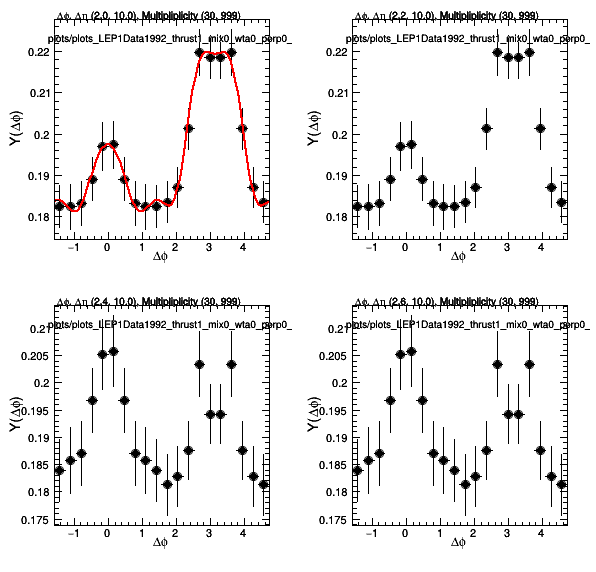 Δϕ, Δη (2.0, 10.0), Multipliplicity (30, 999)
plots/plots_LEP1Data1992_thrust1_mix0_wta0_perp0_
Y(Δϕ)
0.22
0.21
0.2
0.19
0.18
−1 0 1 2 3 4
Δϕ
Δϕ, Δη (2.2, 10.0), Multipliplicity (30, 999)
plots/plots_LEP1Data1992_thrust1_mix0_wta0_perp0_
Y(Δϕ)
0.22
0.21
0.2
0.19
0.18
−1 0 1 2 3 4
Δϕ
Δϕ, Δη (2.4, 10.0), Multipliplicity (30, 999)
plots/plots_LEP1Data1992_thrust1_mix0_wta0_perp0_
Y(Δϕ)
0.21
0.205
0.2
0.195
0.19
0.185
0.18
0.175
−1 0 1 2 3 4
Δϕ
Δϕ, Δη (2.6, 10.0), Multipliplicity (30, 999)
plots/plots_LEP1Data1992_thrust1_mix0_wta0_perp0_
Y(Δϕ)
0.21
0.205
0.2
0.195
0.19
0.185
0.18
0.175
−1 0 1 2 3 4
Δϕ